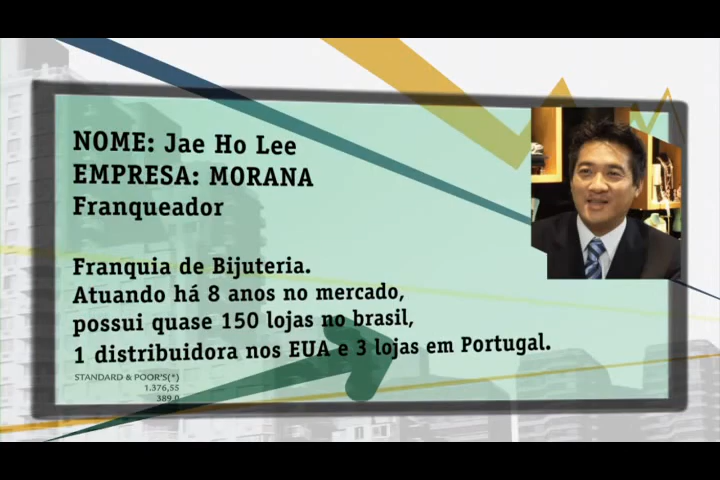 NOME: Jae Ho Lee
EMPRESA: MORANA
Franqueador
Franquia de Bijuteria.
Atuando há 8 anos no mercado,
possui quase 150 lojas no brasil,
1 distribuidora nos EUA e 3 lojas em Portugal.
STANDARD & POOR'S(*)
1.376,55
389.0